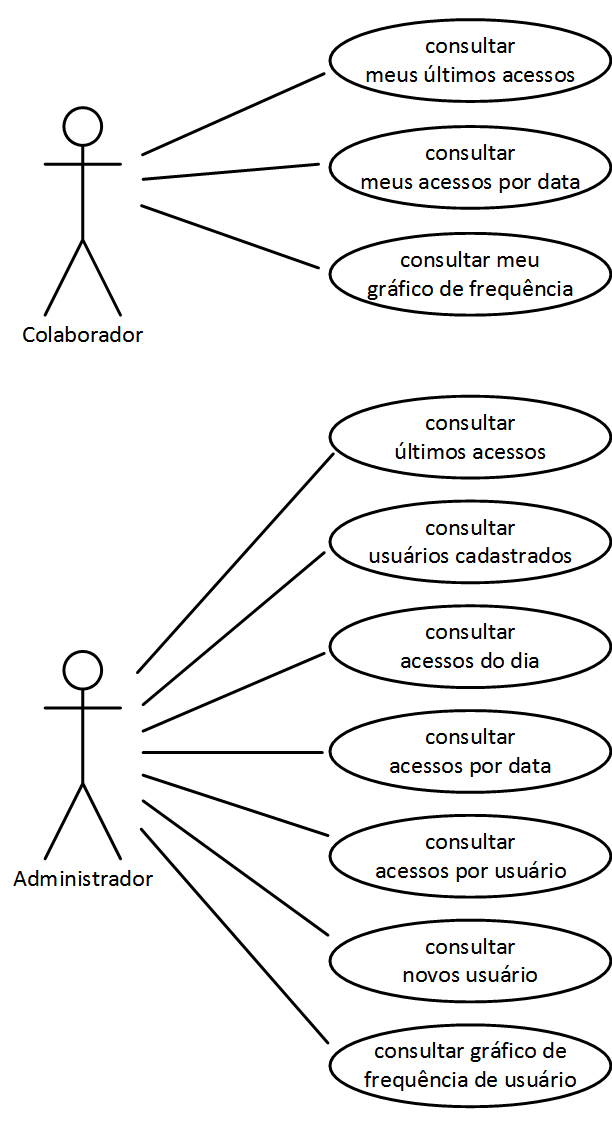 consultar
meus últimos acessos
consultar
meus acessos por data
consultar meu
gráfico de frequência
Colaborador
consultar
últimos acessos
consultar
usuários cadastrados
consultar
acessos do dia
consultar
acessos por data
consultar
acessos por usuário
consultar
novos usuário
consultar gráfico de
frequência de usuário
Administrador